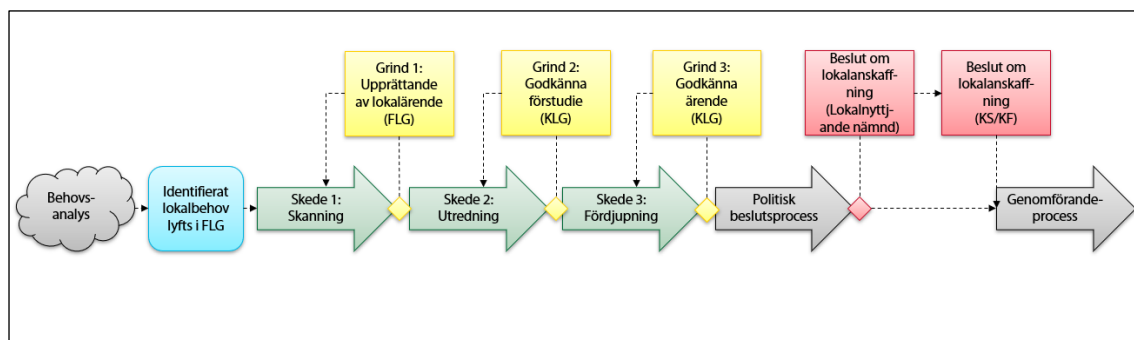 Grind 1:
Upprättande
av lokalärende
(FLG)
Grind 2:
Godkänna
förstudie
(KLG)
Grind 3:
Godkänna
ärende
(KLG)
Beslut om
lokalanskaff-
ning
(Lokalnyttj-
ande nämnd)
Beslut om
lokalanskaff-
ning
(KS/KF)
Behovs-
analys
Identifierat
lokalbehov
lyfts i FLG
Skede 1:
Skanning
Skede 2:
Utredning
Skede 3:
Fördjupning
Politisk
beslutsprocess
Genomförande-
process